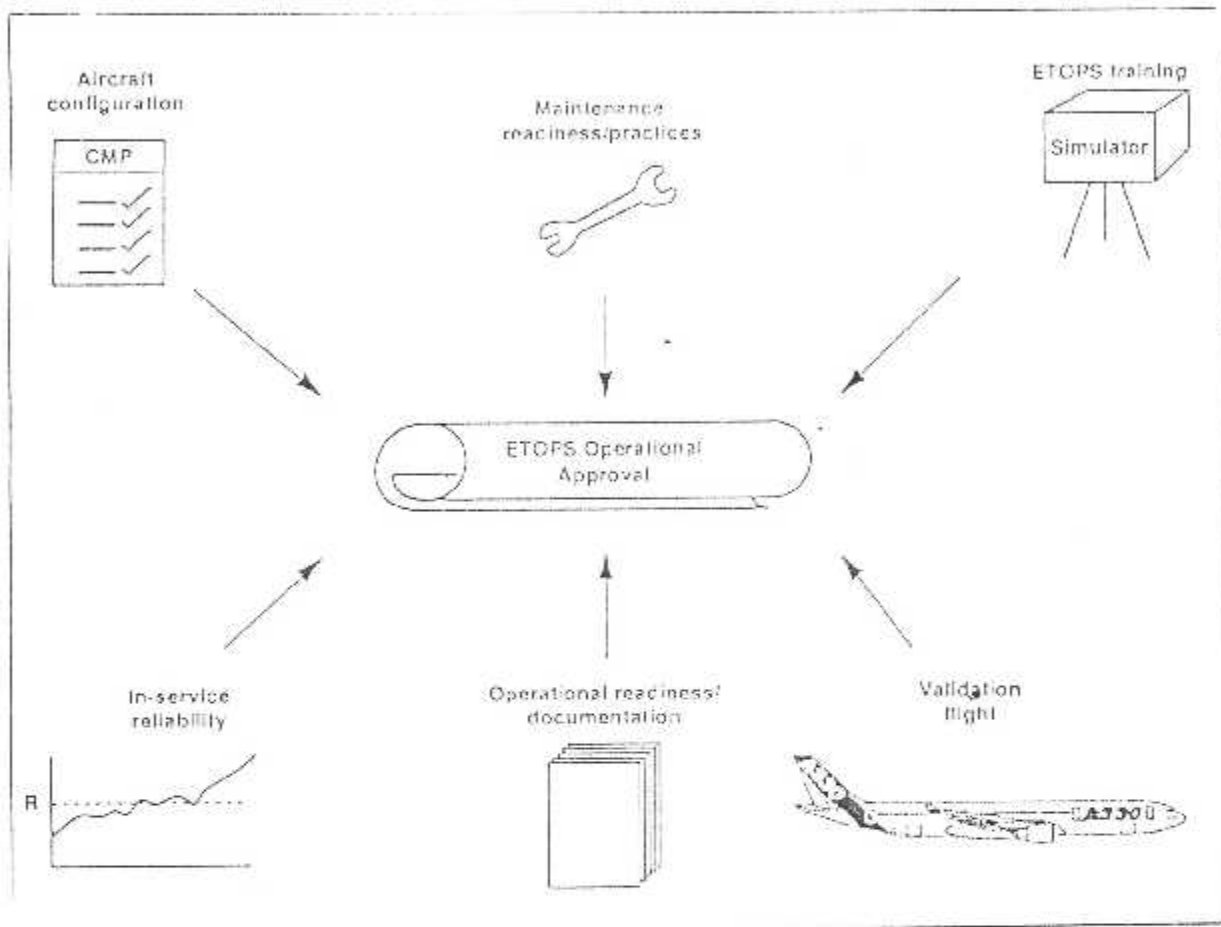 Aircraft
configuration
CMP
Maintenance
readiness/practices
ETOPS training
Simulator
ETOPS Operational
Approval
In-service
reliability
R
Operational readiness/
documentation
Validation
flight
A330